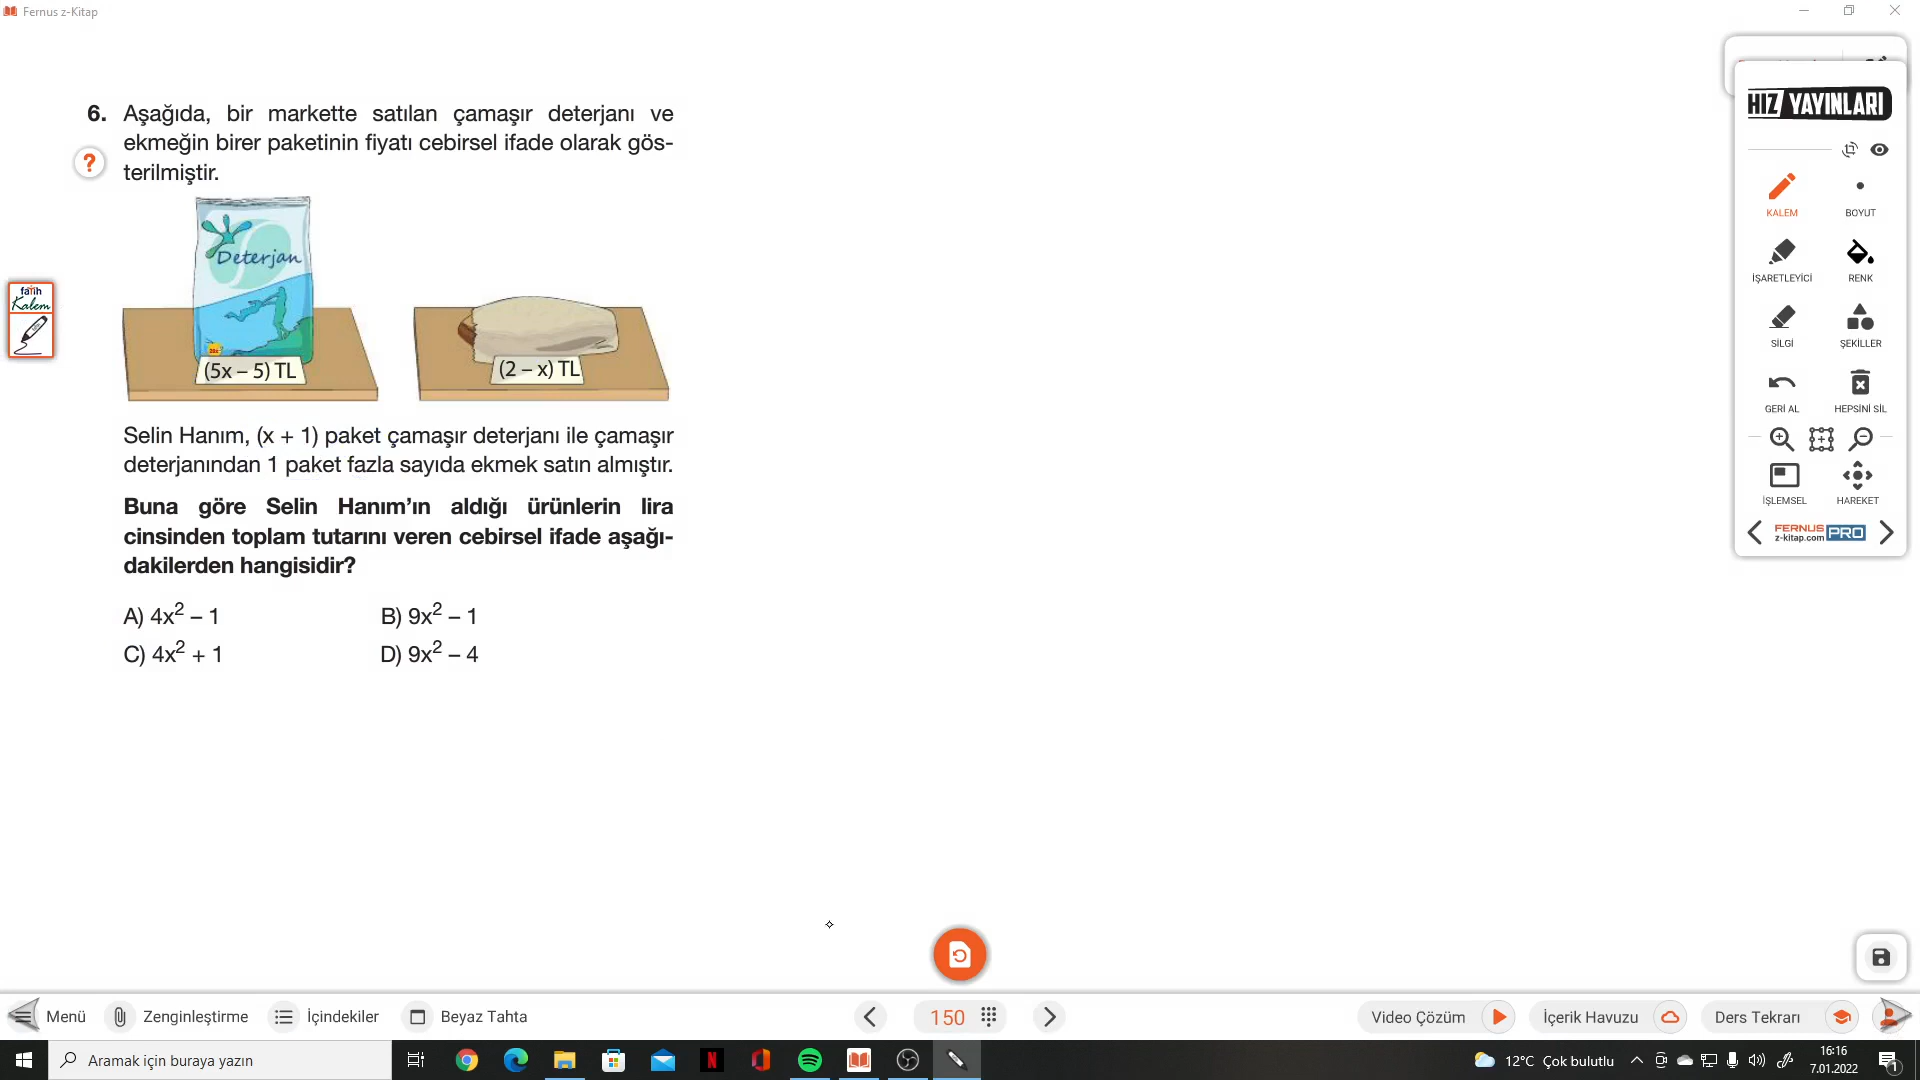 Fernus z-Kitap
6. Aşağıda, bir markette satılan çamaşır deterjanı ve
ekmeğin birer paketinin fiyatı cebirsel ifade olarak gös-
terilmiştir.
?
Deterjan
(5x – 5) TL
(2 – x) TL
fatih
Kalem
Selin Hanım, (x + 1) paket çamaşır deterjanı ile çamaşır
deterjanından 1 paket fazla sayıda ekmek satın almıştır.
Buna göre Selin Hanım’ın aldığı ürünlerin lira
cinsinden toplam tutarını veren cebirsel ifade aşağı-
dakilerden hangisidir?
A) 4x² – 1 B) 9x² – 1
C) 4x² + 1 D) 9x² – 4
HIZ YAYINLARI
KALEM BOYUT
İŞARETLEYİCİ RENK
SİLGİ ŞEKİLLER
GERİ AL HEPSİNİ SİL
İŞLEMSEL HAREKET
FERNUS
z-kitap.com PRO
Menü Zenginleştirme İçindekiler Beyaz Tahta 150 Video Çözüm İçerik Havuzu Ders Tekrarı
Aramak için buraya yazın
12°C Çok bulutlu
16:16
7.01.2022
1